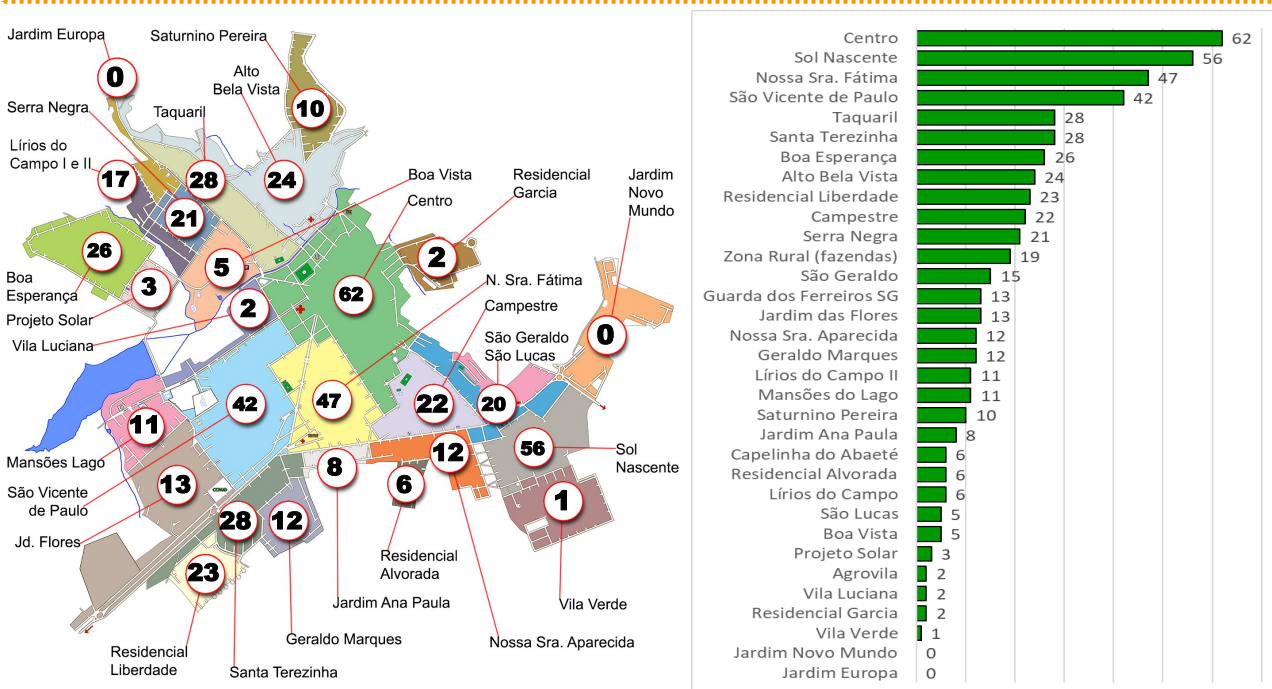 Jardim Europa
0
Saturnino Pereira
10
Alto
Bela Vista
24
Serra Negra
21
Taquaril
28
Lírios do
Campo I e II
17
Boa Vista
5
Centro
62
Residencial
Garcia
2
Jardim
Novo
Mundo
0
26
Boa
Esperança
3
Projeto Solar
2
Vila Luciana
N. Sra. Fátima
47
Campestre
22
São Geraldo
São Lucas
20
42
11
Mansões Lago
São Vicente
de Paulo
13
Jd. Flores
28
12
8
6
12
56
Sol
Nascente
1
23
Residencial
Alvorada
Jardim Ana Paula
Vila Verde
Geraldo Marques
Nossa Sra. Aparecida
Residencial
Liberdade
Santa Terezinha
Centro 62
Sol Nascente 56
Nossa Sra. Fátima 47
São Vicente de Paulo 42
Taquaril 28
Santa Terezinha 28
Boa Esperança 26
Alto Bela Vista 24
Residencial Liberdade 23
Campestre 22
Serra Negra 21
Zona Rural (fazendas) 19
São Geraldo 15
Guarda dos Ferreiros SG 13
Jardim das Flores 13
Nossa Sra. Aparecida 12
Geraldo Marques 12
Lírios do Campo II 11
Mansões do Lago 11
Saturnino Pereira 10
Jardim Ana Paula 8
Capelinha do Abaeté 6
Residencial Alvorada 6
Lírios do Campo 6
São Lucas 5
Boa Vista 5
Projeto Solar 3
Agrovila 2
Vila Luciana 2
Residencial Garcia 2
Vila Verde 1
Jardim Novo Mundo 0
Jardim Europa 0